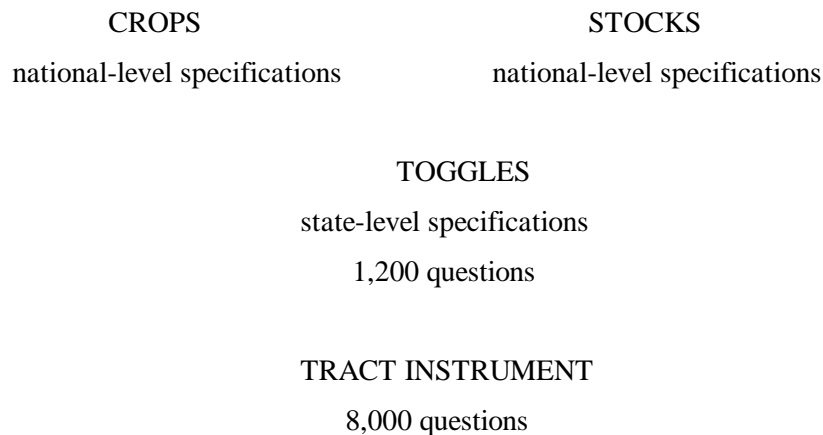 CROPS STOCKS
national-level specifications national-level specifications
TOGGLES
state-level specifications
1,200 questions
TRACT INSTRUMENT
8,000 questions